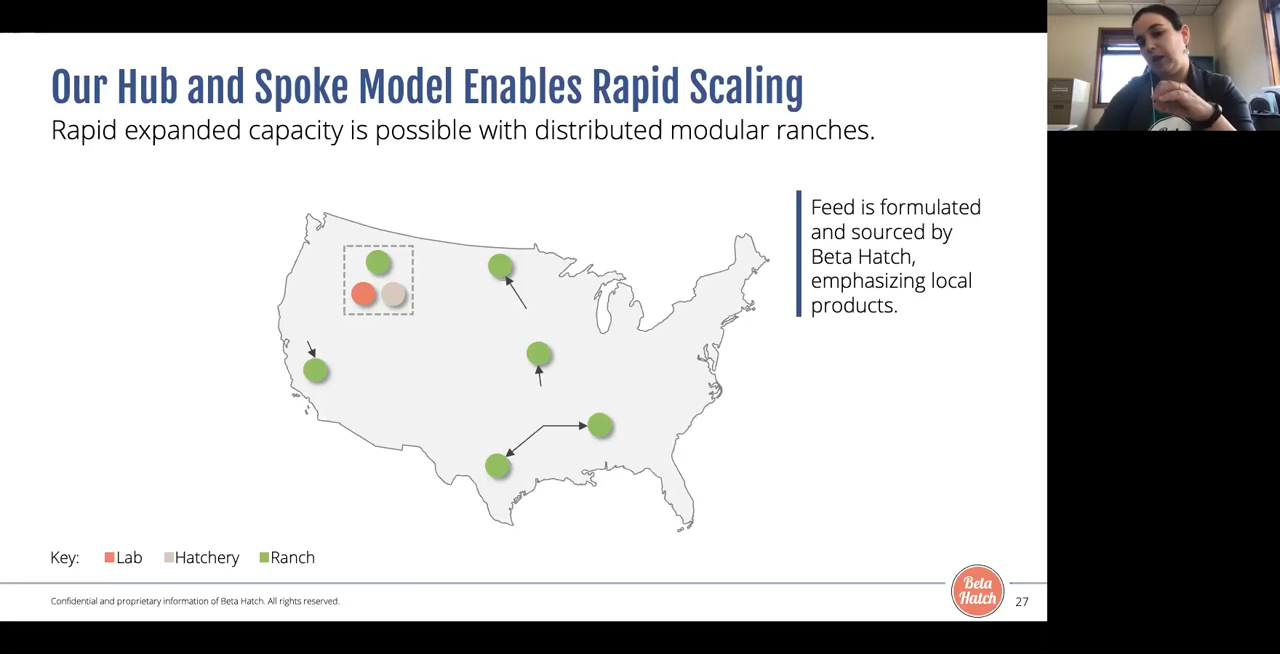 Our Hub and Spoke Model Enables Rapid Scaling
Rapid expanded capacity is possible with distributed modular ranches.
Feed is formulated
and sourced by
Beta Hatch,
emphasizing local
products.
Key: Lab Hatchery Ranch
Confidential and proprietary information of Beta Hatch. All rights reserved.
Beta
Hatch
27